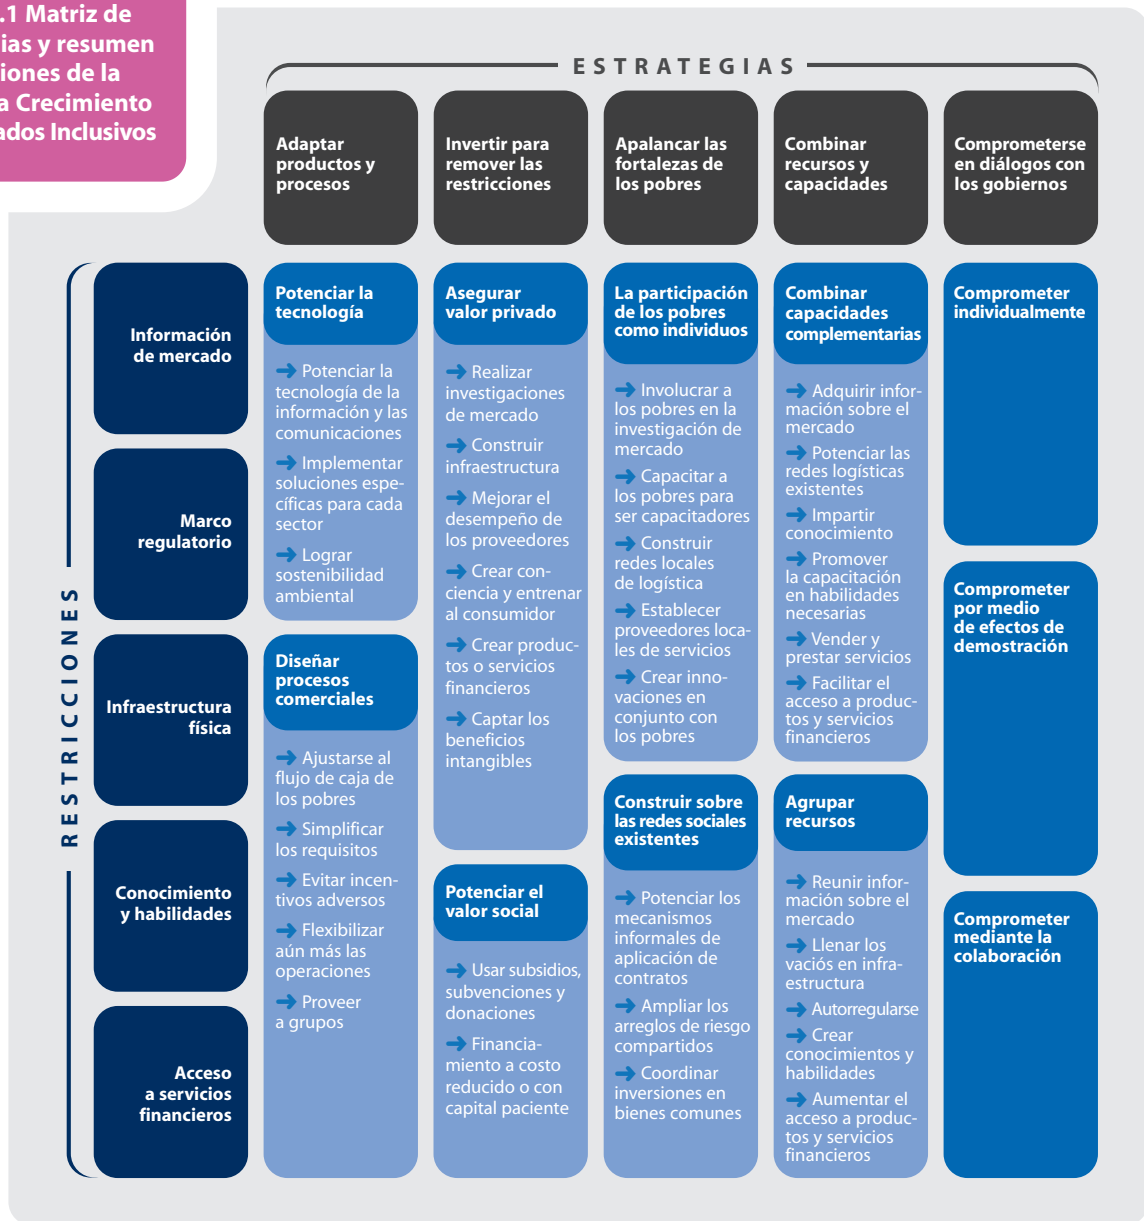 .1 Matriz de
ias y resumen
iones de la
a Crecimiento
ados Inclusivos
ESTRATEGIAS
Adaptar
productos y
procesos
Invertir para
remover las
restricciones
Apalancar las
fortalezas de
los pobres
Combinar
recursos y
capacidades
Comprometerse
en diálogos con
los gobiernos
RESTRICCIONES
Información
de mercado
Marco
regulatorio
Infraestructura
física
Conocimiento
y habilidades
Acceso
a servicios
financieros
Potenciar la
tecnología
➜ Potenciar la
tecnología de la
información y las
comunicaciones
➜ Implementar
soluciones espe-
cíficas para cada
sector
➜ Lograr
sostenibilidad
ambiental
Diseñar
procesos
comerciales
➜ Ajustarse al
flujo de caja de
los pobres
➜ Simplificar
los requisitos
➜ Evitar incen-
tivos adversos
➜ Flexibilizar
aún más las
operaciones
➜ Proveer
a grupos
Asegurar
valor privado
➜ Realizar
investigaciones
de mercado
➜ Construir
infraestructura
➜ Mejorar el
desempeño de
los proveedores
➜ Crear con-
ciencia y entrenar
al consumidor
➜ Crear produc-
tos o servicios
financieros
➜ Captar los
beneficios
intangibles
Potenciar el
valor social
➜ Usar subsidios,
subvenciones y
donaciones
➜ Financia-
miento a costo
reducido o con
capital paciente
La participación
de los pobres
como individuos
➜ Involucrar a
los pobres en la
investigación de
mercado
➜ Capacitar a
los pobres para
ser capacitadores
➜ Construir
redes locales
de logística
➜ Establecer
proveedores loca-
les de servicios
➜ Crear inno-
vaciones en
conjunto con
los pobres
Construir sobre
las redes sociales
existentes
➜ Potenciar los
mecanismos
informales de
aplicación de
contratos
➜ Ampliar los
arreglos de riesgo
compartidos
➜ Coordinar
inversiones en
bienes comunes
Combinar
capacidades
complementarias
➜ Adquirir infor-
mación sobre el
mercado
➜ Potenciar las
redes logísticas
existentes
➜ Impartir
conocimiento
➜ Promover
la capacitación
en habilidades
necesarias
➜ Vender y
prestar servicios
➜ Facilitar el
acceso a produc-
tos y servicios
financieros
Agrupar
recursos
➜ Reunir infor-
mación sobre el
mercado
➜ Llenar los
vaciós en infra-
estructura
➜ Autorregularse
➜ Crear
conocimientos y
habilidades
➜ Aumentar el
acceso a produc-
tos y servicios
financieros
Comprometer
individualmente
Comprometer
por medio
de efectos de
demostración
Comprometer
mediante la
colaboración